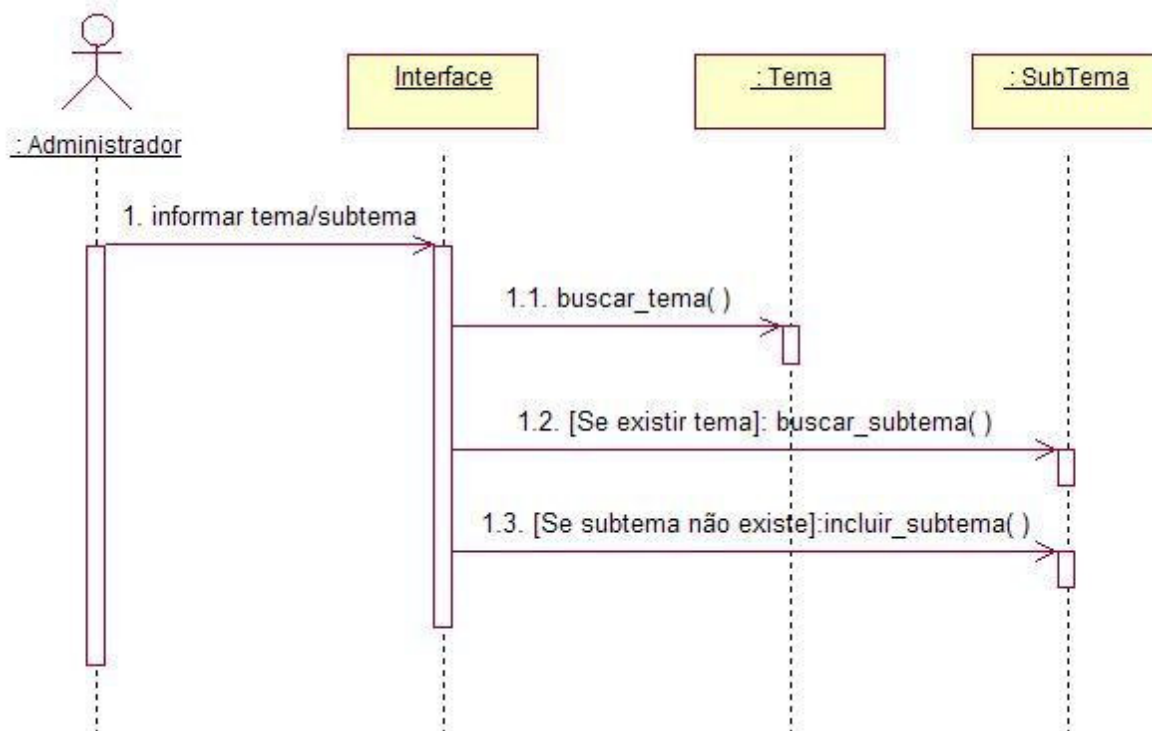 Interface
: Tema
: SubTema
: Administrador
1. informar tema/subtema
1.1. buscar_tema( )
1.2. [Se existir tema]: buscar_subtema( )
1.3. [Se subtema não existe]:incluir_subtema( )